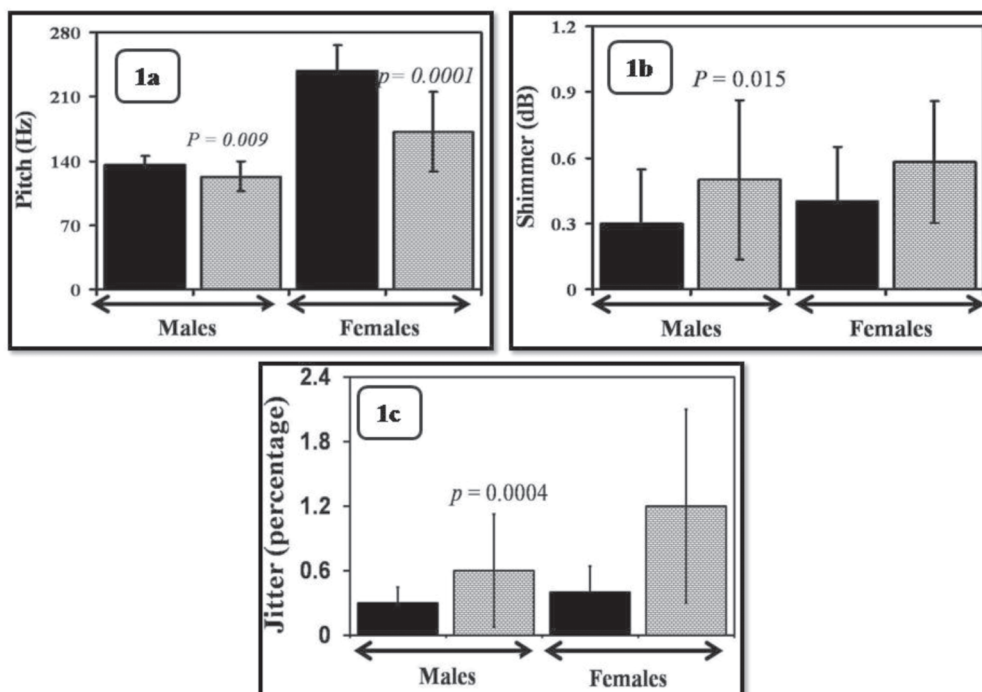 280
210
140
70
0
Pitch (Hz)
1a
P = 0.009
p= 0.0001
Males
Females
1.2
0.9
0.6
0.3
0
Shimmer (dB)
1b
P = 0.015
Males
Females
2.4
1.8
1.2
0.6
0
Jitter (percentage)
1c
p = 0.0004
Males
Females